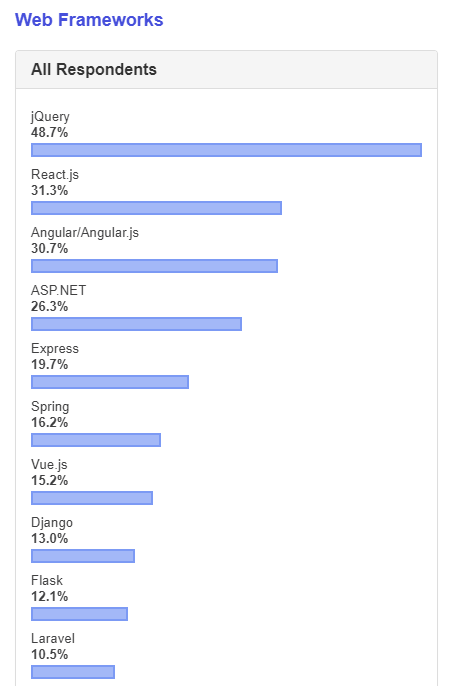 Web Frameworks
All Respondents
jQuery
48.7%
React.js
31.3%
Angular/Angular.js
30.7%
ASP.NET
26.3%
Express
19.7%
Spring
16.2%
Vue.js
15.2%
Django
13.0%
Flask
12.1%
Laravel
10.5%